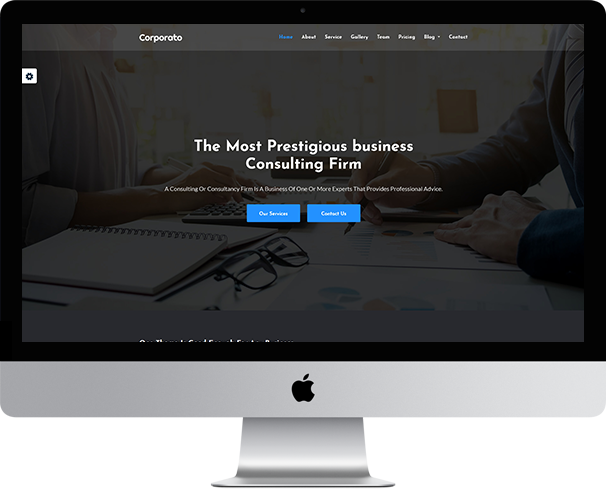 Corporato
Home About Service Gallery Team Pricing Blog Contact
The Most Prestigious business
Consulting Firm
A Consulting Or Consultancy Firm Is A Business Of One Or More Experts That Provides Professional Advice.
Our Services Contact Us